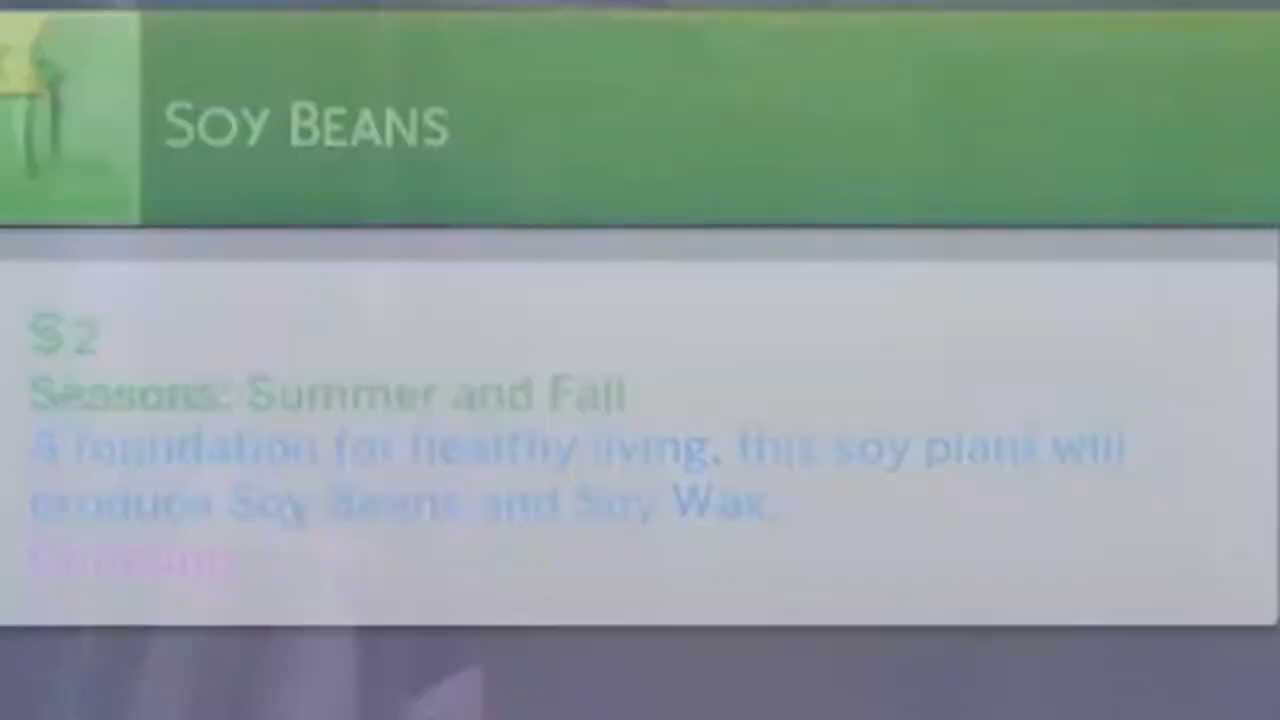 SOY BEANS
§2
Seasons: Summer and Fall
A foundation for healthy living, this soy plant will
produce Soy Beans and Soy Wax.